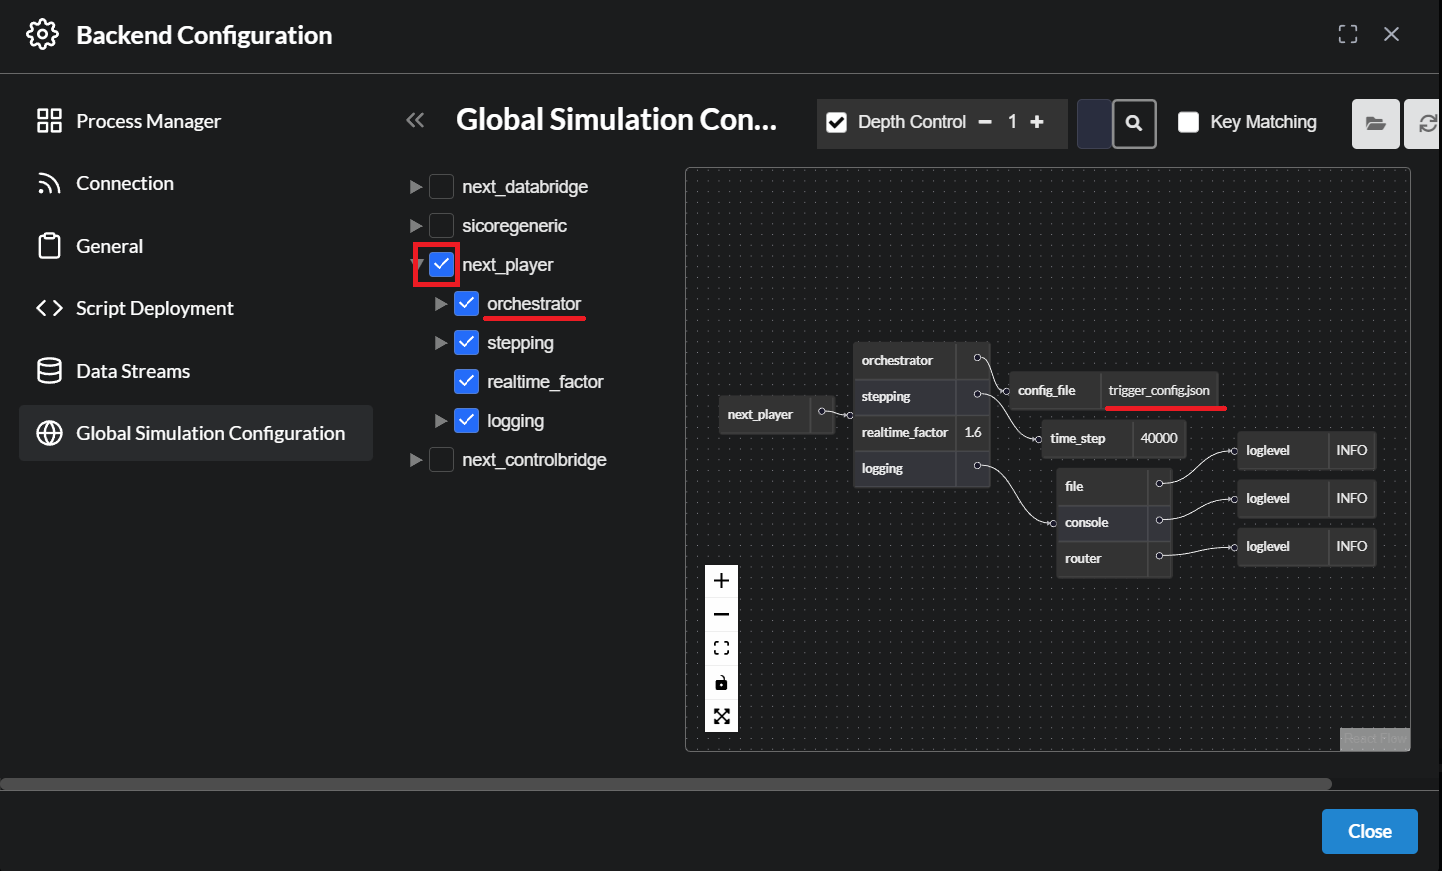 Backend Configuration
Process Manager
Connection
General
Script Deployment
Data Streams
Global Simulation Configuration
Global Simulation Con...
Depth Control
1
Key Matching
next_databridge
sicoregeneric
next_player
orchestrator
stepping
realtime_factor
logging
next_controlbridge
next_player
orchestrator
stepping
realtime_factor 1.6
logging
config_file trigger_config.json
time_step 40000
file
console
router
loglevel INFO
loglevel INFO
loglevel INFO
React Flow
Close